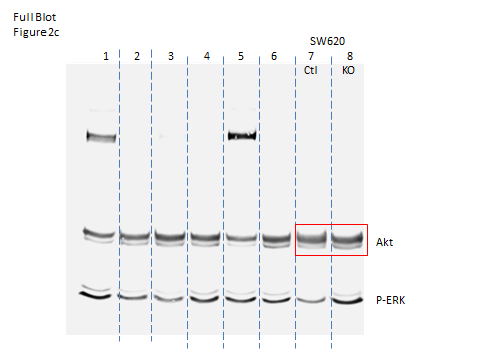 Full Blot
Figure 2c
SW620
1 2 3 4 5 6 7 8
Ctl KO
Akt
P-ERK